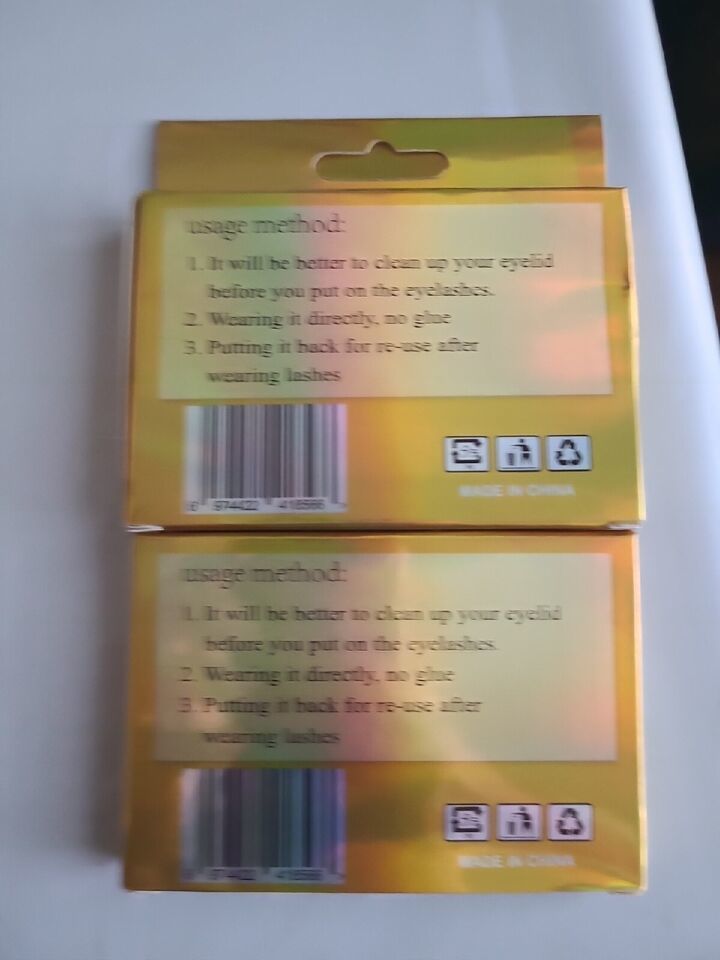 usage method:
1. It will be better to clean up your eyelid
before you put on the eyelashes.
2. Wearing it directly, no glue
3. Putting it back for re-use after
wearing lashes
6 974422 418566
MADE IN CHINA
usage method:
1. It will be better to clean up your eyelid
before you put on the eyelashes.
2. Wearing it directly, no glue
3. Putting it back for re-use after
wearing lashes
MADE IN CHINA